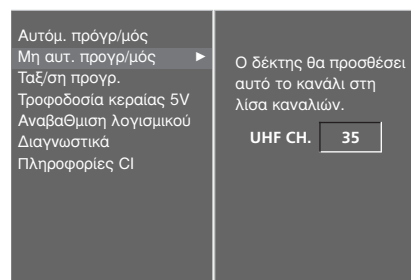 Αυτόμ. πρόγρ/μός
Μη αυτ. προγρ/μός
Ταξ/ση προγρ.
Τροφοδοσία κεραίας 5V
ΑναβαΘμιση λογισμικού
Διαγνωστικά
Πληροφορίες CI
Ο δέκτης θα προσθέσει
αυτό το κανάλι στη
λίσα καναλιών.
UHF CH. 35